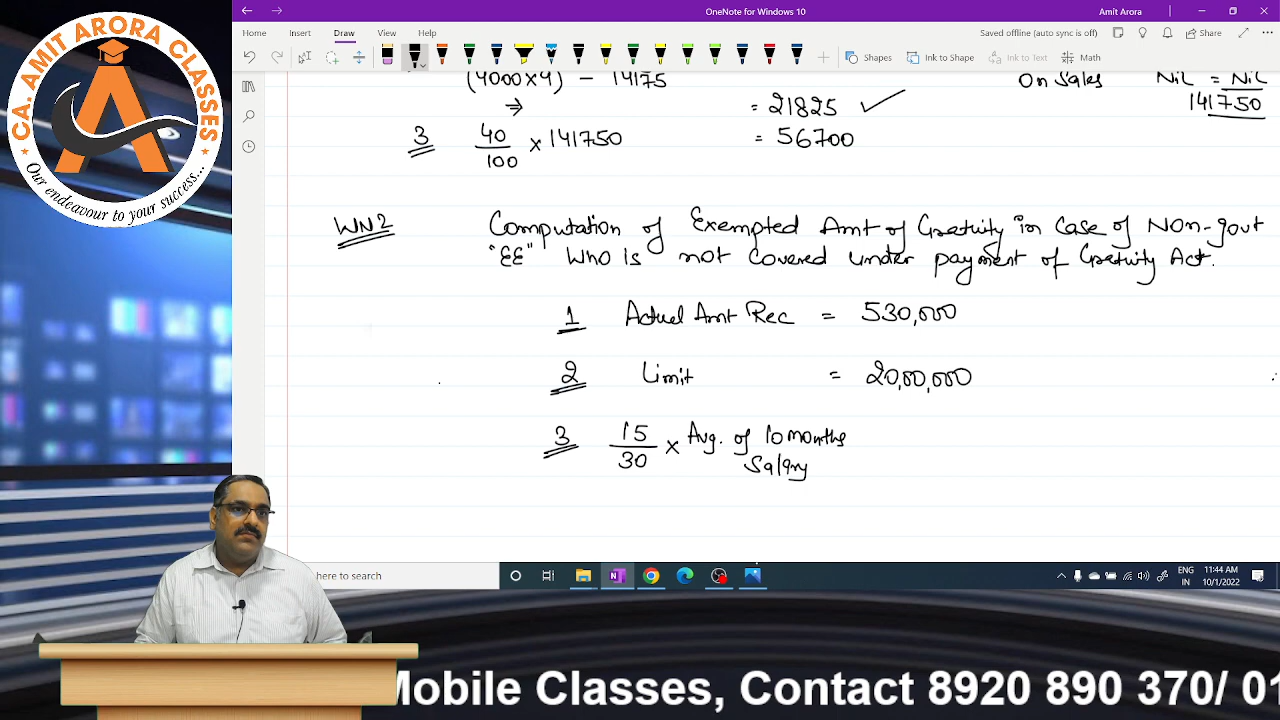 OneNote for Windows 10
Amit Arora
Home Insert Draw View Help
Saved offline (auto sync is off)
Share
Shapes
Ink to Shape
Ink to Text
Math
CA. AMIT ARORA CLASSES
Our endeavour to your success...
(4000×4) - 14175
On Sales Nil = Nil
→ = 21825 ✓
141750
3 40/100 × 141750 = 56700
WN2 Computation of Exempted Amt of Gratuity in Case of Non-gout
"EE" Who is not covered under payment of Gratuity Act.
1 Actual Amt Rec = 530,000
2 Limit = 20,00,000
3 15/30 × Avg. of 10 months
Salary
here to search
ENG
IN
11:44 AM
10/1/2022
Mobile Classes, Contact 8920 890 370/ 01